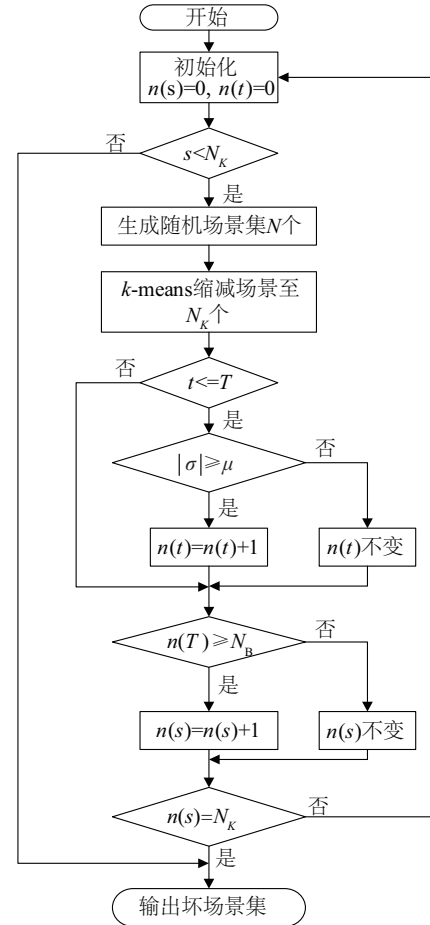 开始
初始化
n(s)=0, n(t)=0
否
s<N_K
是
生成随机场景集N个
k-means缩减场景至
N_K个
否
t<=T
是
|σ|≥μ
否
是
n(t)=n(t)+1
n(t)不变
n(T)≥N_B
否
是
n(s)=n(s)+1
n(s)不变
n(s)=N_K
否
是
输出坏场景集